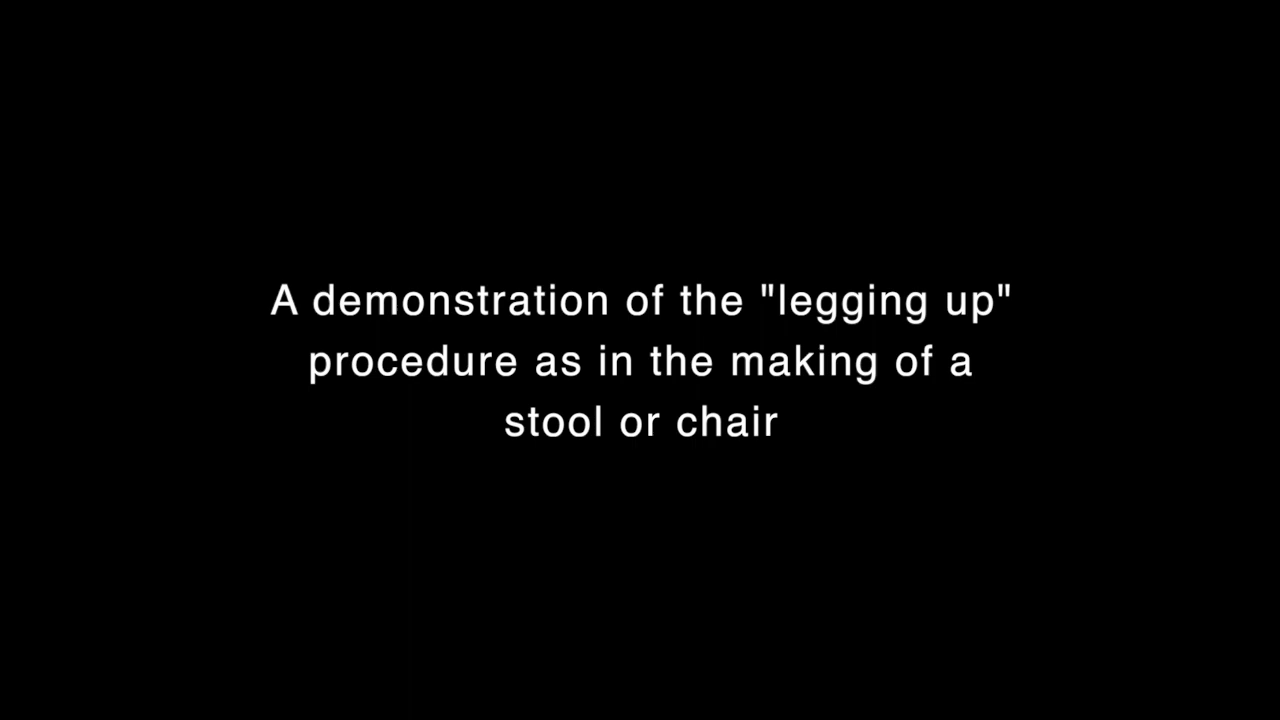 A demonstration of the "legging up"
procedure as in the making of a
stool or chair